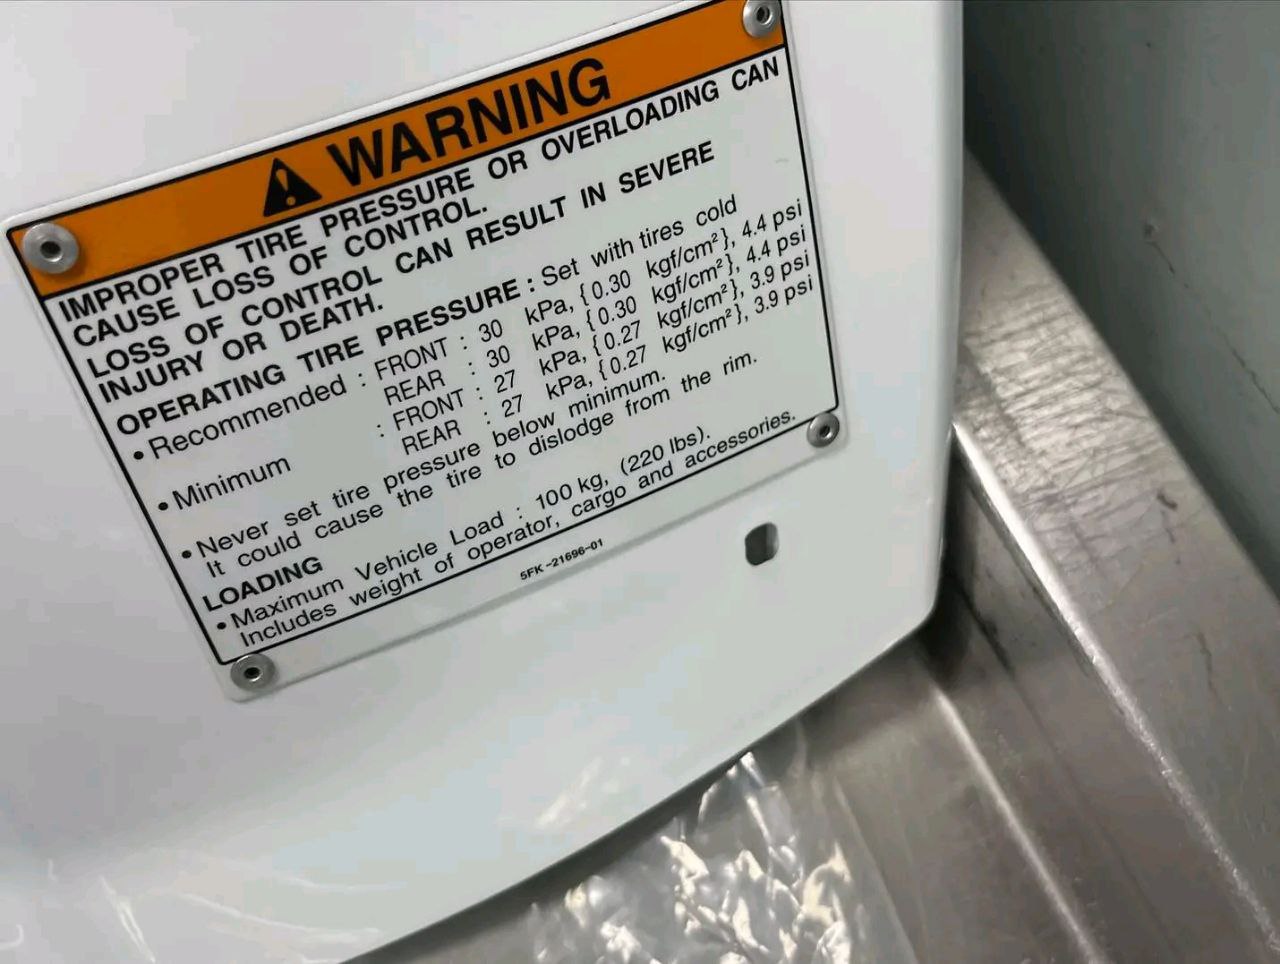 WARNING
IMPROPER TIRE PRESSURE OR OVERLOADING CAN
CAUSE LOSS OF CONTROL.
LOSS OF CONTROL CAN RESULT IN SEVERE
INJURY OR DEATH.
OPERATING TIRE PRESSURE : Set with tires cold
• Recommended : FRONT : 30 kPa, {0.30 kgf/cm²}, 4.4 psi
REAR : 30 kPa, {0.30 kgf/cm²}, 4.4 psi
• Minimum : FRONT : 27 kPa, {0.27 kgf/cm²}, 3.9 psi
REAR : 27 kPa, {0.27 kgf/cm²}, 3.9 psi
• Never set tire pressure below minimum.
It could cause the tire to dislodge from the rim.
LOADING
• Maximum Vehicle Load : 100 kg, (220 lbs).
Includes weight of operator, cargo and accessories.
5FK-21696-01